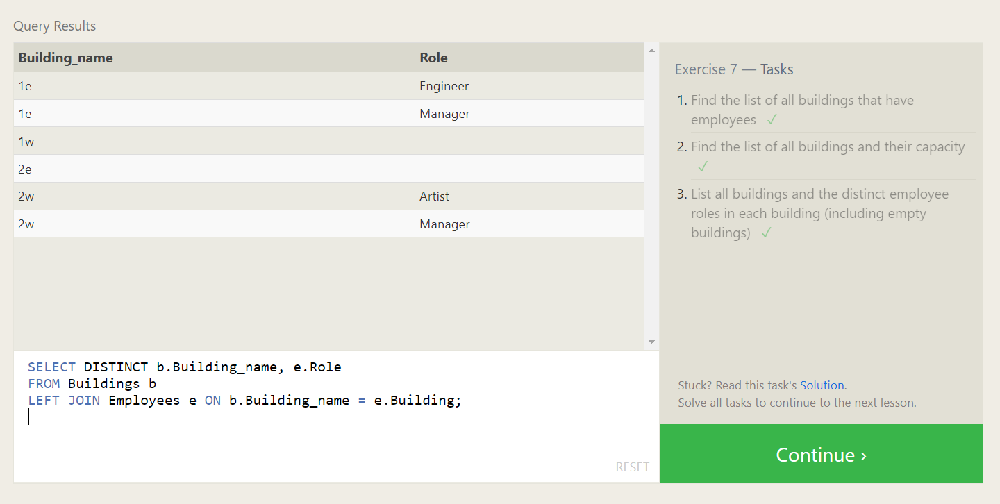 Query Results
Building_name Role
1e Engineer
1e Manager
1w
2e
2w Artist
2w Manager
SELECT DISTINCT b.Building_name, e.Role
FROM Buildings b
LEFT JOIN Employees e ON b.Building_name = e.Building;
RESET
Exercise 7 — Tasks
1. Find the list of all buildings that have
employees ✓
2. Find the list of all buildings and their capacity
✓
3. List all buildings and the distinct employee
roles in each building (including empty
buildings) ✓
Stuck? Read this task's Solution.
Solve all tasks to continue to the next lesson.
Continue ›